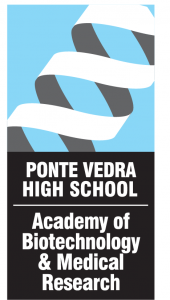 PONTE VEDRA
HIGH SCHOOL
Academy of
Biotechnology
& Medical
Research